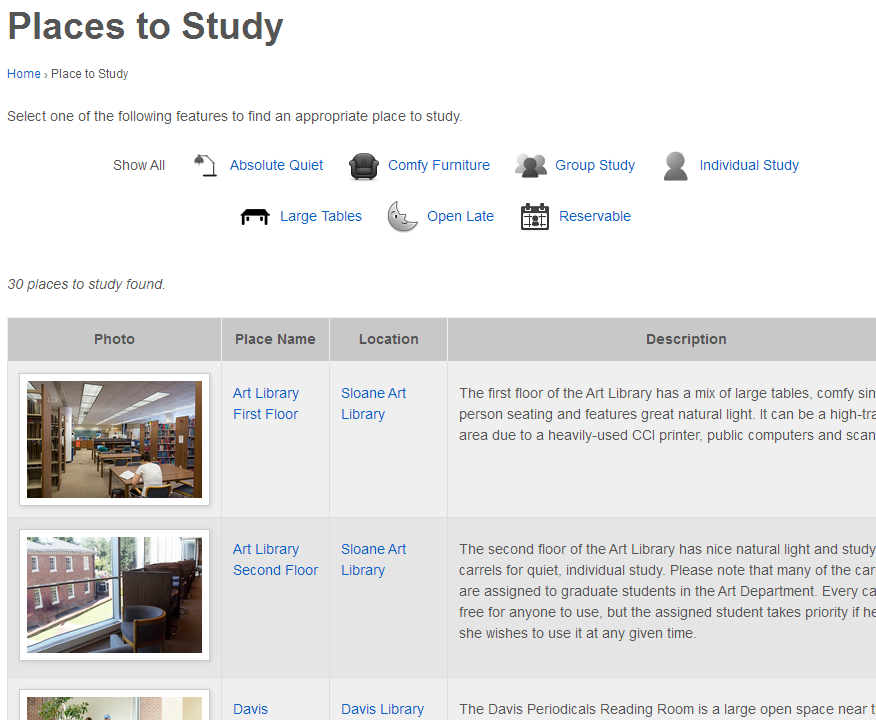 Places to Study
Home › Place to Study
Select one of the following features to find an appropriate place to study.
Show All Absolute Quiet Comfy Furniture Group Study Individual Study
Large Tables Open Late Reservable
30 places to study found.
Photo Place Name Location Description
Art Library
First Floor
Sloane Art
Library
The first floor of the Art Library has a mix of large tables, comfy sin
person seating and features great natural light. It can be a high-tra
area due to a heavily-used CCI printer, public computers and scan
Art Library
Second Floor
Sloane Art
Library
The second floor of the Art Library has nice natural light and study
carrels for quiet, individual study. Please note that many of the car
are assigned to graduate students in the Art Department. Every ca
free for anyone to use, but the assigned student takes priority if he
she wishes to use it at any given time.
Davis
Davis Library
The Davis Periodicals Reading Room is a large open space near t